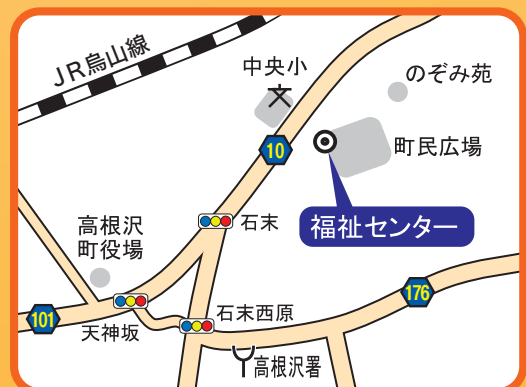 JR烏山線
中央小
のぞみ苑
10
町民広場
石末
福祉センター
高根沢
町役場
176
101
天神坂
石末西原
高根沢署